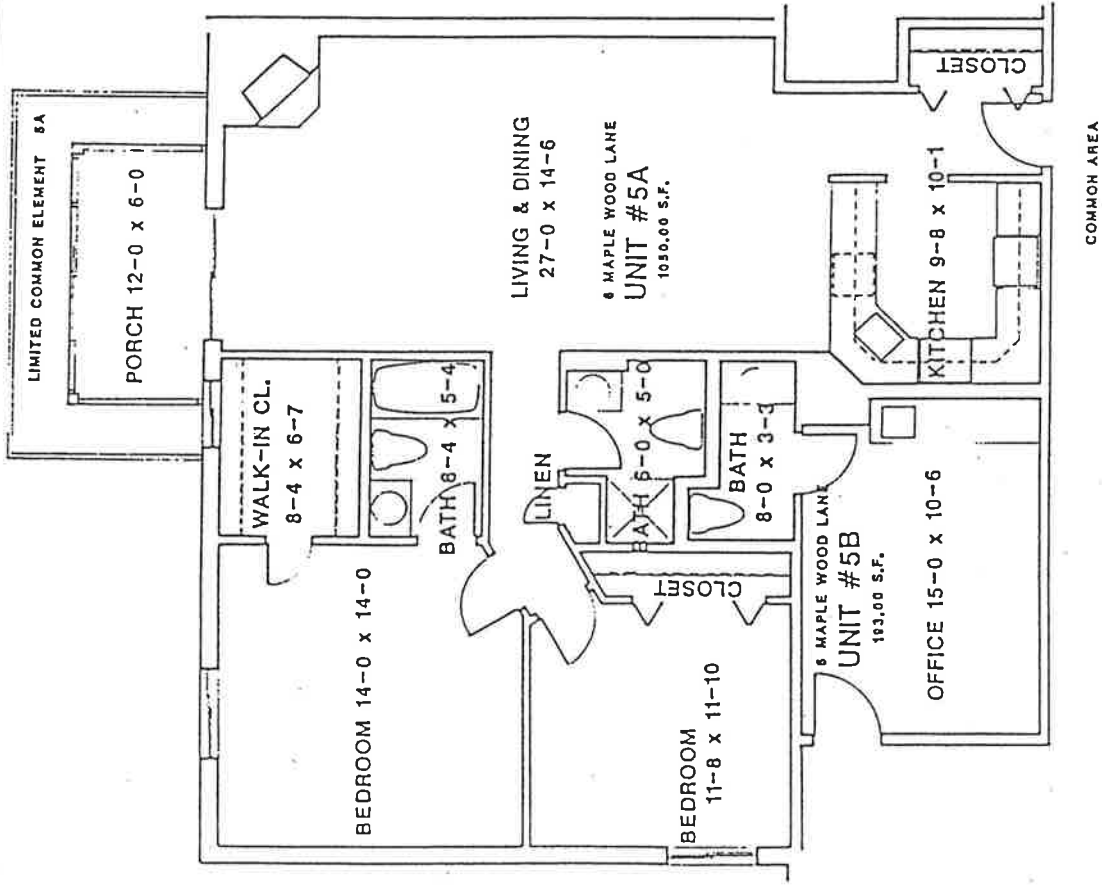 LIMITED COMMON ELEMENT 5A
PORCH 12-0 x 6-0
WALK-IN CL.
8-4 x 6-7
BATH 8-4 x 5-4
BEDROOM 14-0 x 14-0
LIVING & DINING
27-0 x 14-6
6 MAPLE WOOD LANE
UNIT #5A
1050.00 S.F.
LINEN
ATH 6-0 x 5-0
BATH
8-0 x 3-3
CLOSET
BEDROOM
11-8 x 11-10
CLOSET
KITCHEN 9-8 x 10-1
6 MAPLE WOOD LANE
UNIT #5B
193.00 S.F.
OFFICE 15-0 x 10-6
COMMON AREA